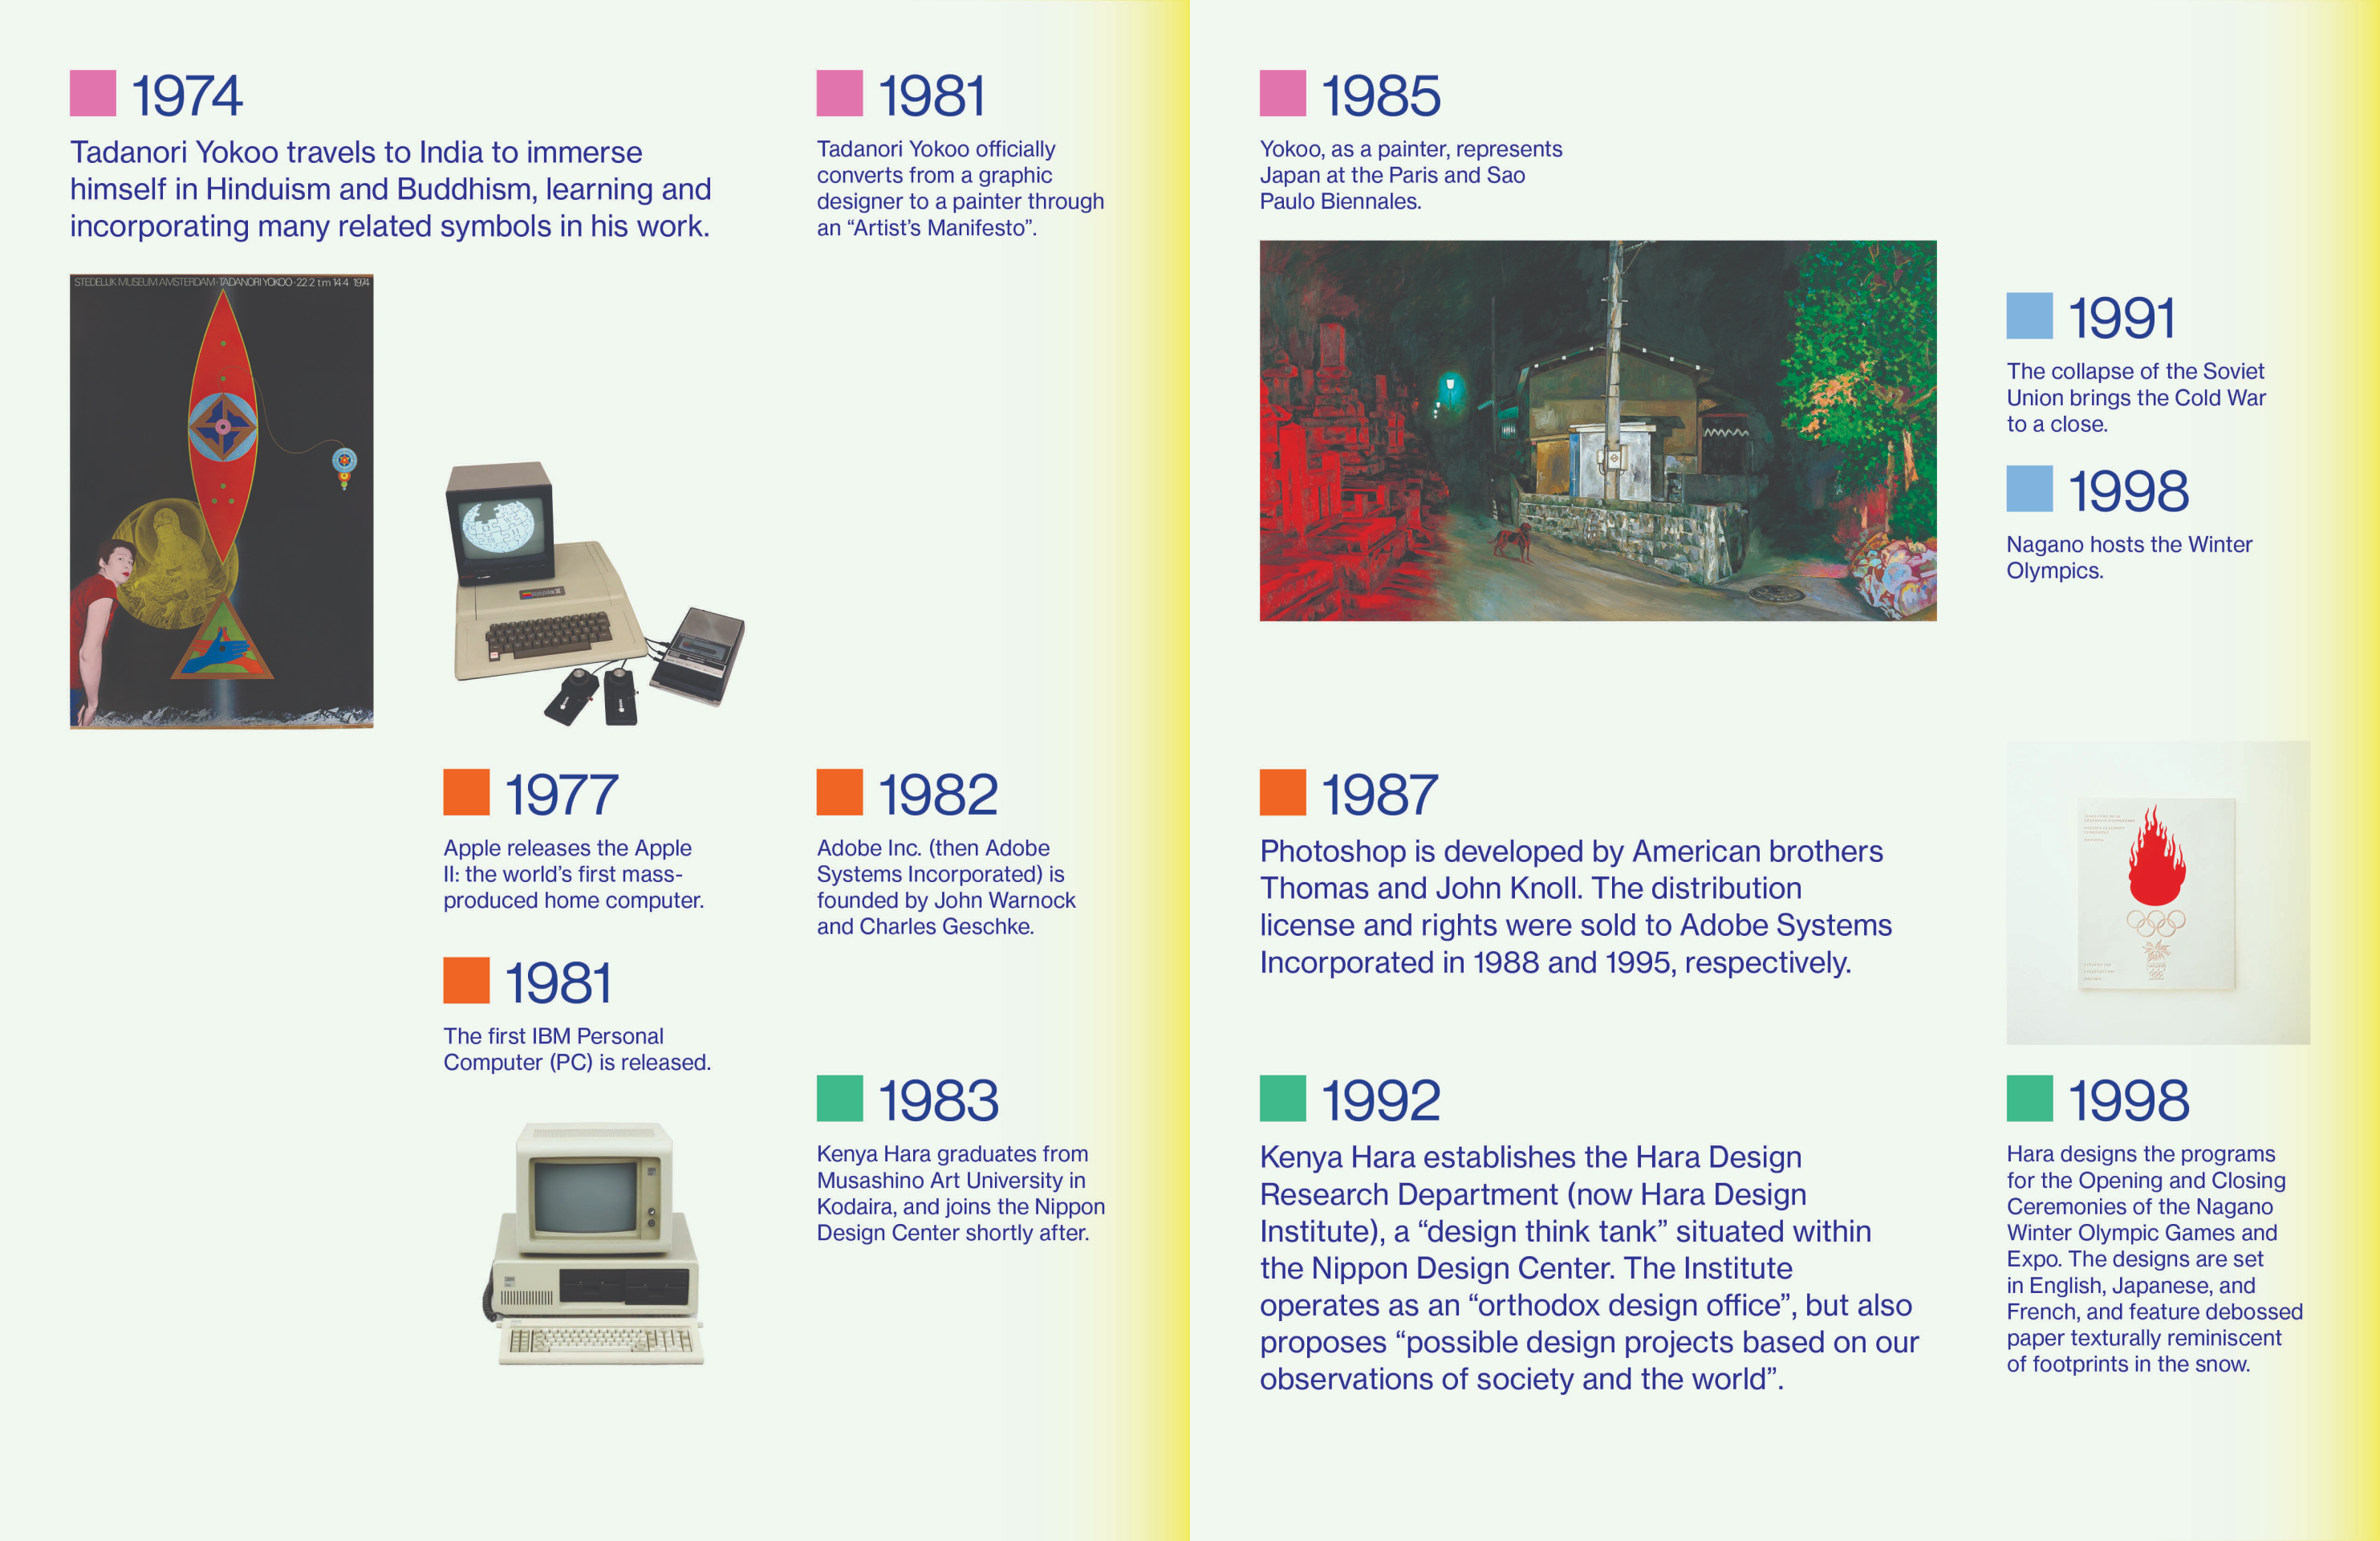 1974
Tadanori Yokoo travels to India to immerse
himself in Hinduism and Buddhism, learning and
incorporating many related symbols in his work.
STEDELIJK MUSEUM AMSTERDAM · TADANORI YOKOO · 22 2 t m 14 4 1974
1977
Apple releases the Apple
II: the world’s first mass-
produced home computer.
1981
The first IBM Personal
Computer (PC) is released.
1981
Tadanori Yokoo officially
converts from a graphic
designer to a painter through
an “Artist’s Manifesto”.
1982
Adobe Inc. (then Adobe
Systems Incorporated) is
founded by John Warnock
and Charles Geschke.
1983
Kenya Hara graduates from
Musashino Art University in
Kodaira, and joins the Nippon
Design Center shortly after.
1985
Yokoo, as a painter, represents
Japan at the Paris and Sao
Paulo Biennales.
1987
Photoshop is developed by American brothers
Thomas and John Knoll. The distribution
license and rights were sold to Adobe Systems
Incorporated in 1988 and 1995, respectively.
1992
Kenya Hara establishes the Hara Design
Research Department (now Hara Design
Institute), a “design think tank” situated within
the Nippon Design Center. The Institute
operates as an “orthodox design office”, but also
proposes “possible design projects based on our
observations of society and the world”.
1991
The collapse of the Soviet
Union brings the Cold War
to a close.
1998
Nagano hosts the Winter
Olympics.
1998
Hara designs the programs
for the Opening and Closing
Ceremonies of the Nagano
Winter Olympic Games and
Expo. The designs are set
in English, Japanese, and
French, and feature debossed
paper texturally reminiscent
of footprints in the snow.